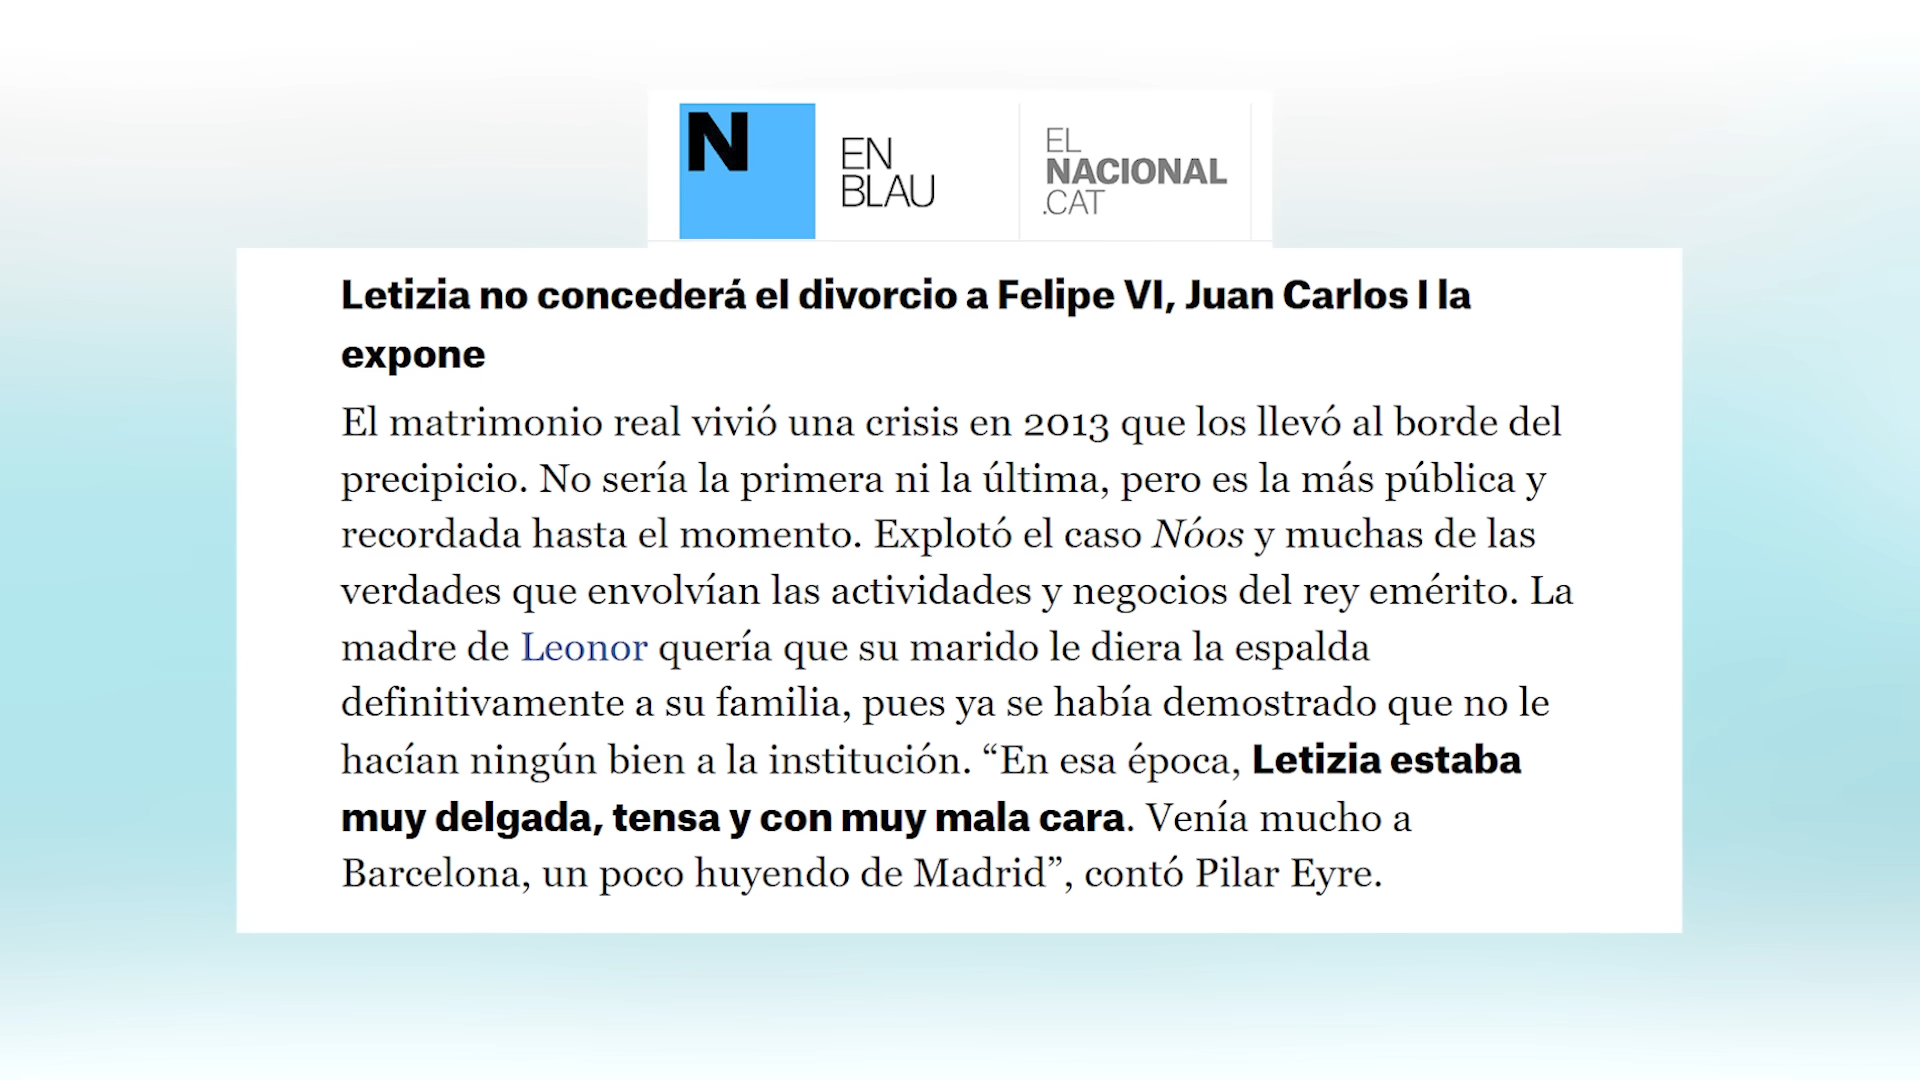 N
EN
BLAU
EL
NACIONAL
.CAT
Letizia no concederá el divorcio a Felipe VI, Juan Carlos I la
expone
El matrimonio real vivió una crisis en 2013 que los llevó al borde del
precipicio. No sería la primera ni la última, pero es la más pública y
recordada hasta el momento. Explotó el caso Nóos y muchas de las
verdades que envolvían las actividades y negocios del rey emérito. La
madre de Leonor quería que su marido le diera la espalda
definitivamente a su familia, pues ya se había demostrado que no le
hacían ningún bien a la institución. “En esa época, Letizia estaba
muy delgada, tensa y con muy mala cara. Venía mucho a
Barcelona, un poco huyendo de Madrid”, contó Pilar Eyre.